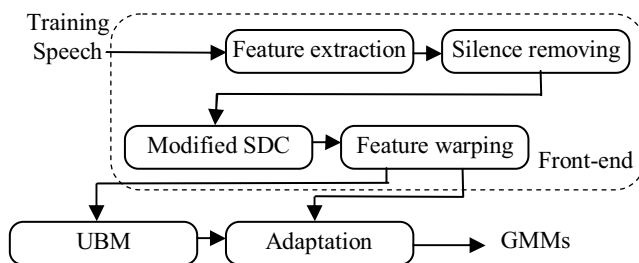 Training
Speech
Feature extraction
Silence removing
Modified SDC
Feature warping
Front-end
UBM
Adaptation
GMMs